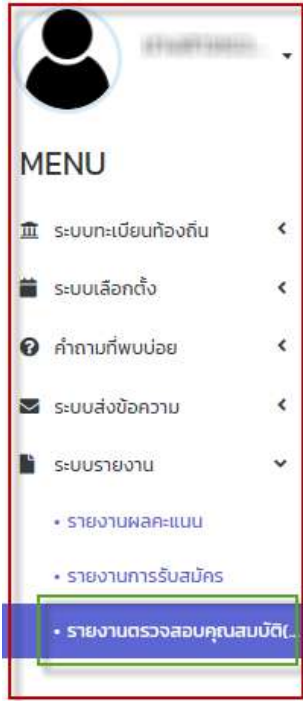 MENU
ระบบทะเบียนท้องถิ่น
ระบบเลือกตั้ง
คำถามที่พบบ่อย
ระบบส่งข้อความ
ระบบรายงาน
• รายงานผลคะแนน
• รายงานการรับสมัคร
• รายงานตรวจสอบคุณสมบัติ(...